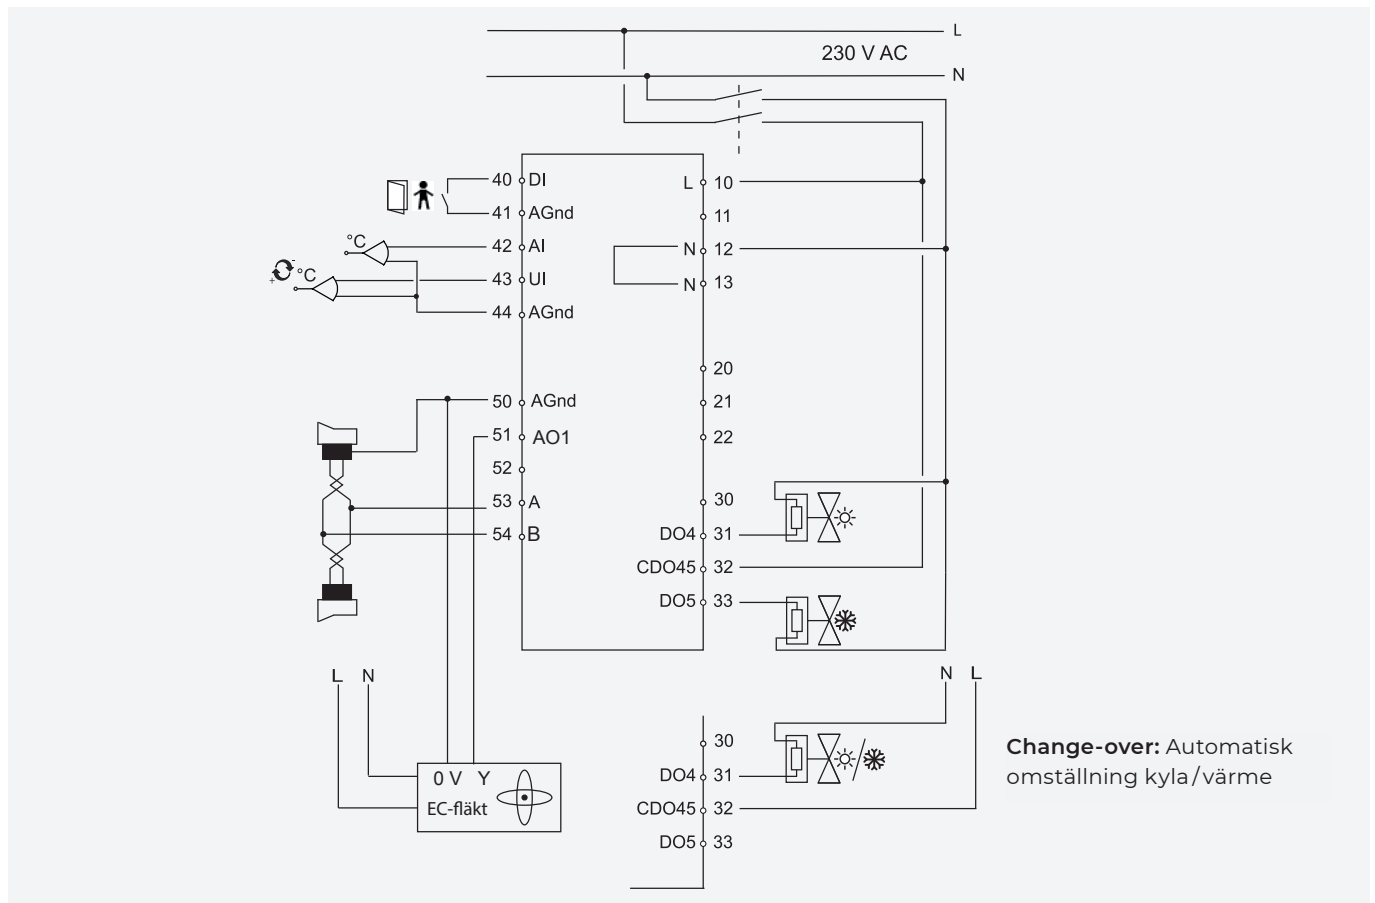 L
230 V AC
N
40 DI
41 AGnd
°C
42 AI
°C
43 UI
44 AGnd
L 10
11
N 12
N 13
20
50 AGnd
21
51 AO1
22
52
53 A
30
54 B
DO4 31
CDO45 32
DO5 33
L N
N L
30
Change-over: Automatisk
omställning kyla/värme
DO4 31
0 V Y
EC-fläkt
CDO45 32
DO5 33